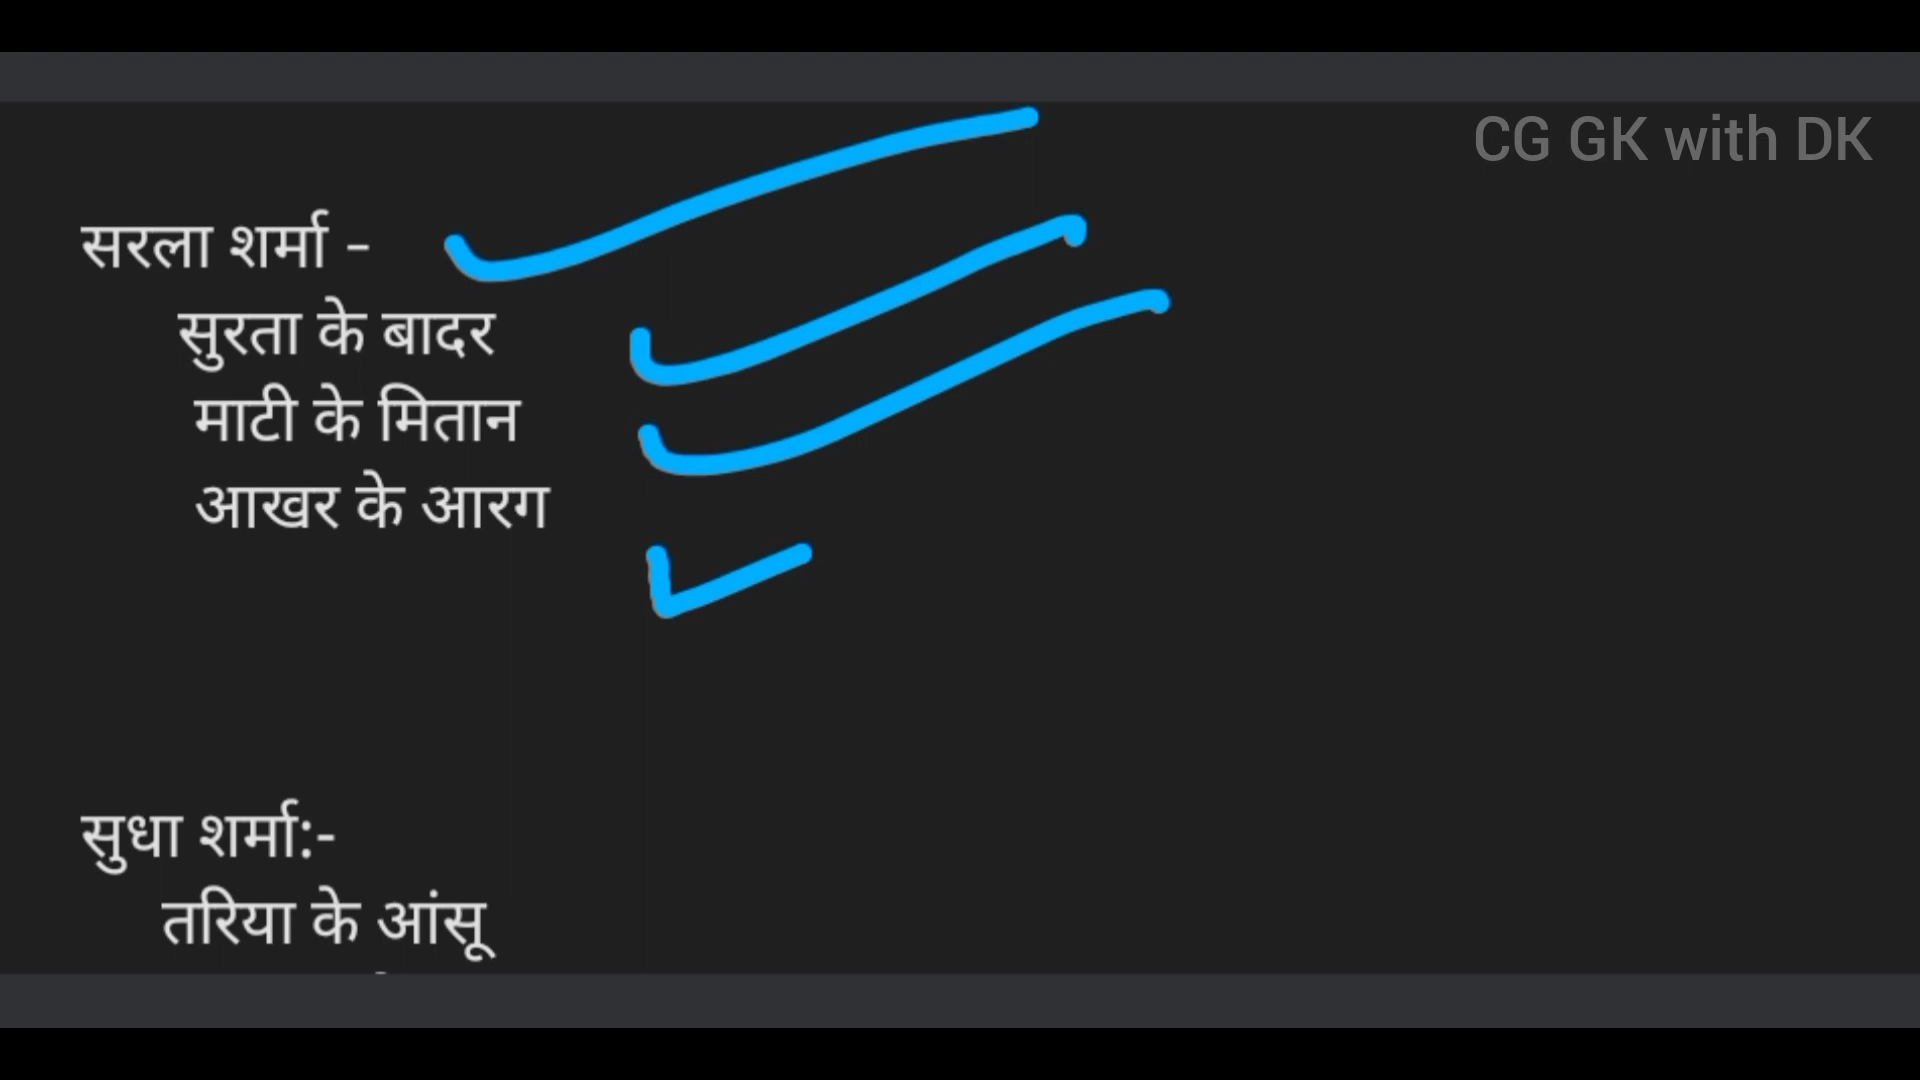 CG GK with DK
सरला शर्मा –
सुरता के बादर
माटी के मितान
आखर के आरग
सुधा शर्मा:-
तरिया के आंसू